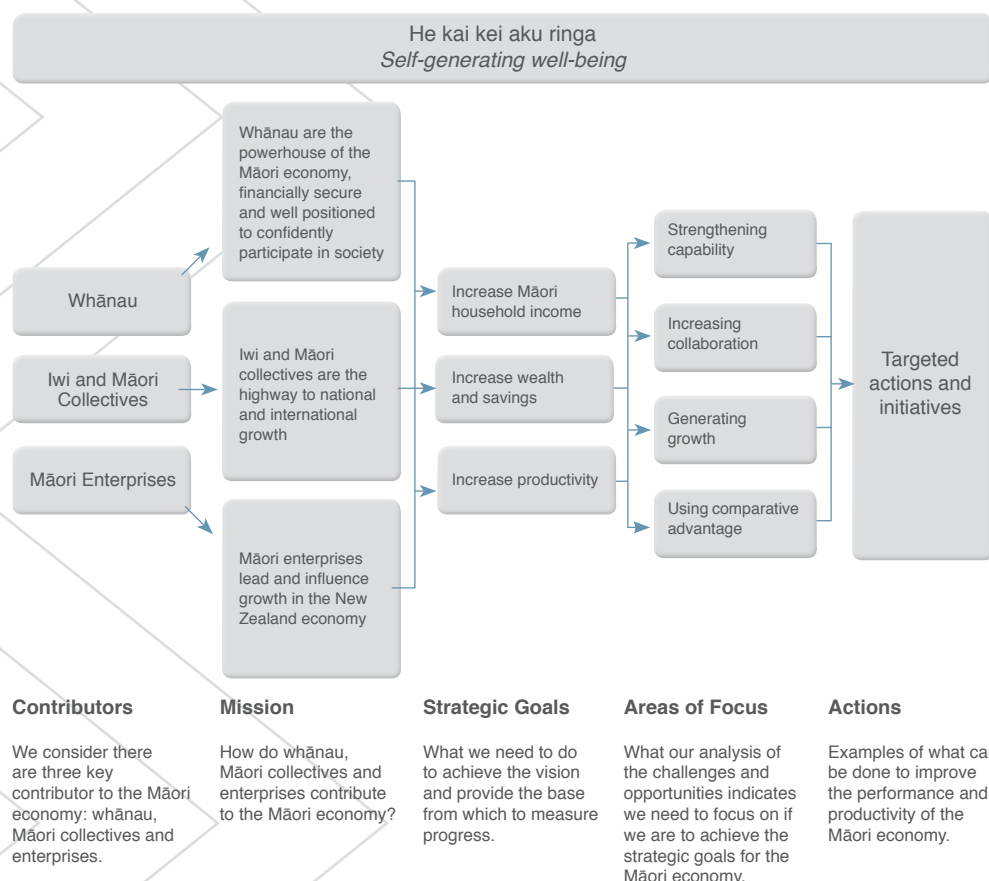 He kai kei aku ringa
Self-generating well-being
Whānau
Iwi and Māori
Collectives
Māori Enterprises
Whānau are the
powerhouse of the
Māori economy,
financially secure
and well positioned
to confidently
participate in society
Iwi and Māori
collectives are the
highway to national
and international
growth
Māori enterprises
lead and influence
growth in the New
Zealand economy
Increase Māori
household income
Increase wealth
and savings
Increase productivity
Strengthening
capability
Increasing
collaboration
Generating
growth
Using comparative
advantage
Targeted
actions and
initiatives
Contributors
We consider there
are three key
contributor to the Māori
economy: whānau,
Māori collectives and
enterprises.
Mission
How do whānau,
Māori collectives and
enterprises contribute
to the Māori economy?
Strategic Goals
What we need to do
to achieve the vision
and provide the base
from which to measure
progress.
Areas of Focus
What our analysis of
the challenges and
opportunities indicates
we need to focus on if
we are to achieve the
strategic goals for the
Māori economy.
Actions
Examples of what
be done to improve
the performance and
productivity of the
Māori economy.